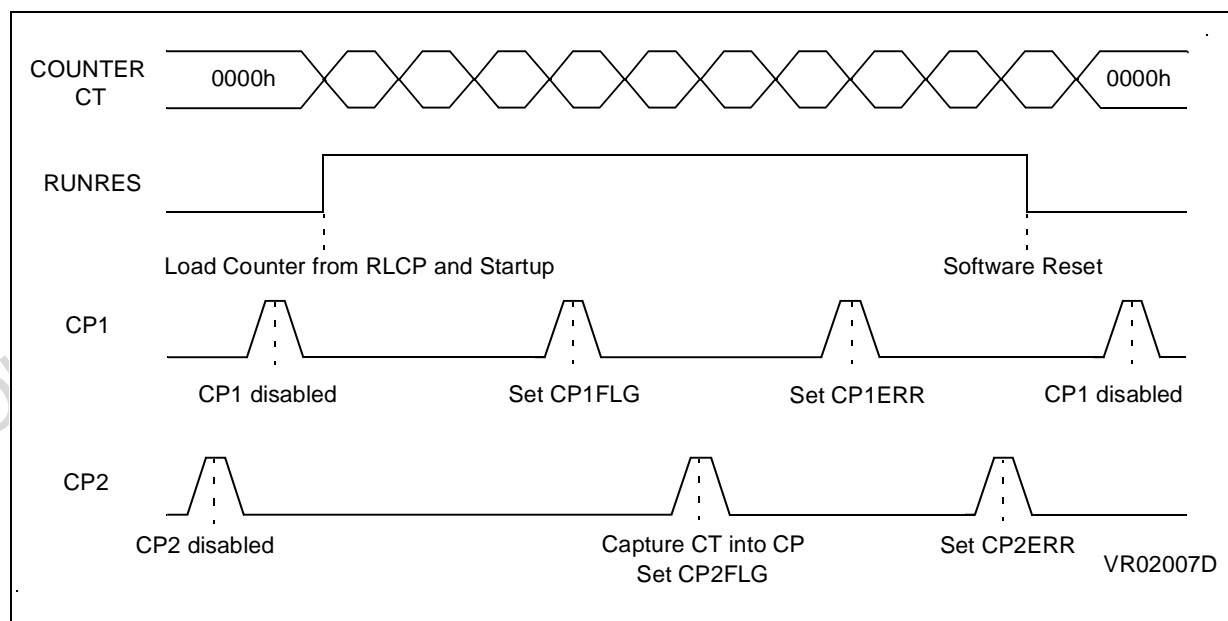 COUNTER
CT
0000h
0000h
RUNRES
Load Counter from RLCP and Startup
Software Reset
CP1
CP1 disabled
Set CP1FLG
Set CP1ERR
CP1 disabled
CP2
CP2 disabled
Capture CT into CP
Set CP2FLG
Set CP2ERR
VR02007D